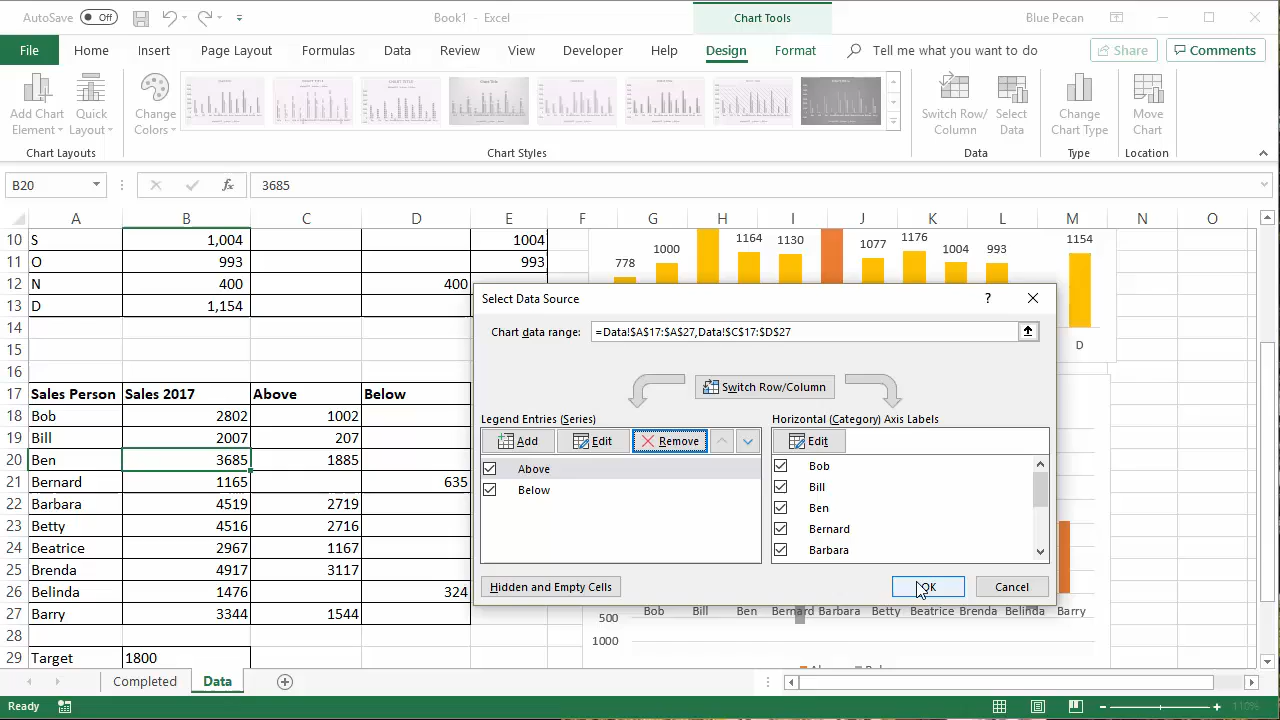 AutoSave Off Book1 - Excel Chart Tools Blue Pecan
File Home Insert Page Layout Formulas Data Review View Developer Help Design Format Tell me what you want to do Share Comments
Add Chart Element Quick Layout Change Colors Switch Row/ Column Select Data Change Chart Type Move Chart
Chart Layouts Chart Styles Data Type Location
B20 fx 3685
A B C D E F G H I J K L M N O
10 S 1,004 1004
11 O 993 993
12 N 400 400
13 D 1,154
14
15
16
17 Sales Person Sales 2017 Above Below
18 Bob 2802 1002
19 Bill 2007 207
20 Ben 3685 1885
21 Bernard 1165 635
22 Barbara 4519 2719
23 Betty 4516 2716
24 Beatrice 2967 1167
25 Brenda 4917 3117
26 Belinda 1476 324
27 Barry 3344 1544
28
29 Target 1800
778 1000 1164 1130 1077 1176 1004 993 1154
D
Select Data Source ?
Chart data range: =Data!$A$17:$A$27,Data!$C$17:$D$27
Switch Row/Column
Legend Entries (Series) Horizontal (Category) Axis Labels
Add Edit Remove Edit
Above
Below
Bob
Bill
Ben
Bernard
Barbara
Hidden and Empty Cells OK Cancel
Bob Bill Ben Bernard Barbara Betty Beatrice Brenda Belinda Barry
500
1000
Completed Data
Ready 110%